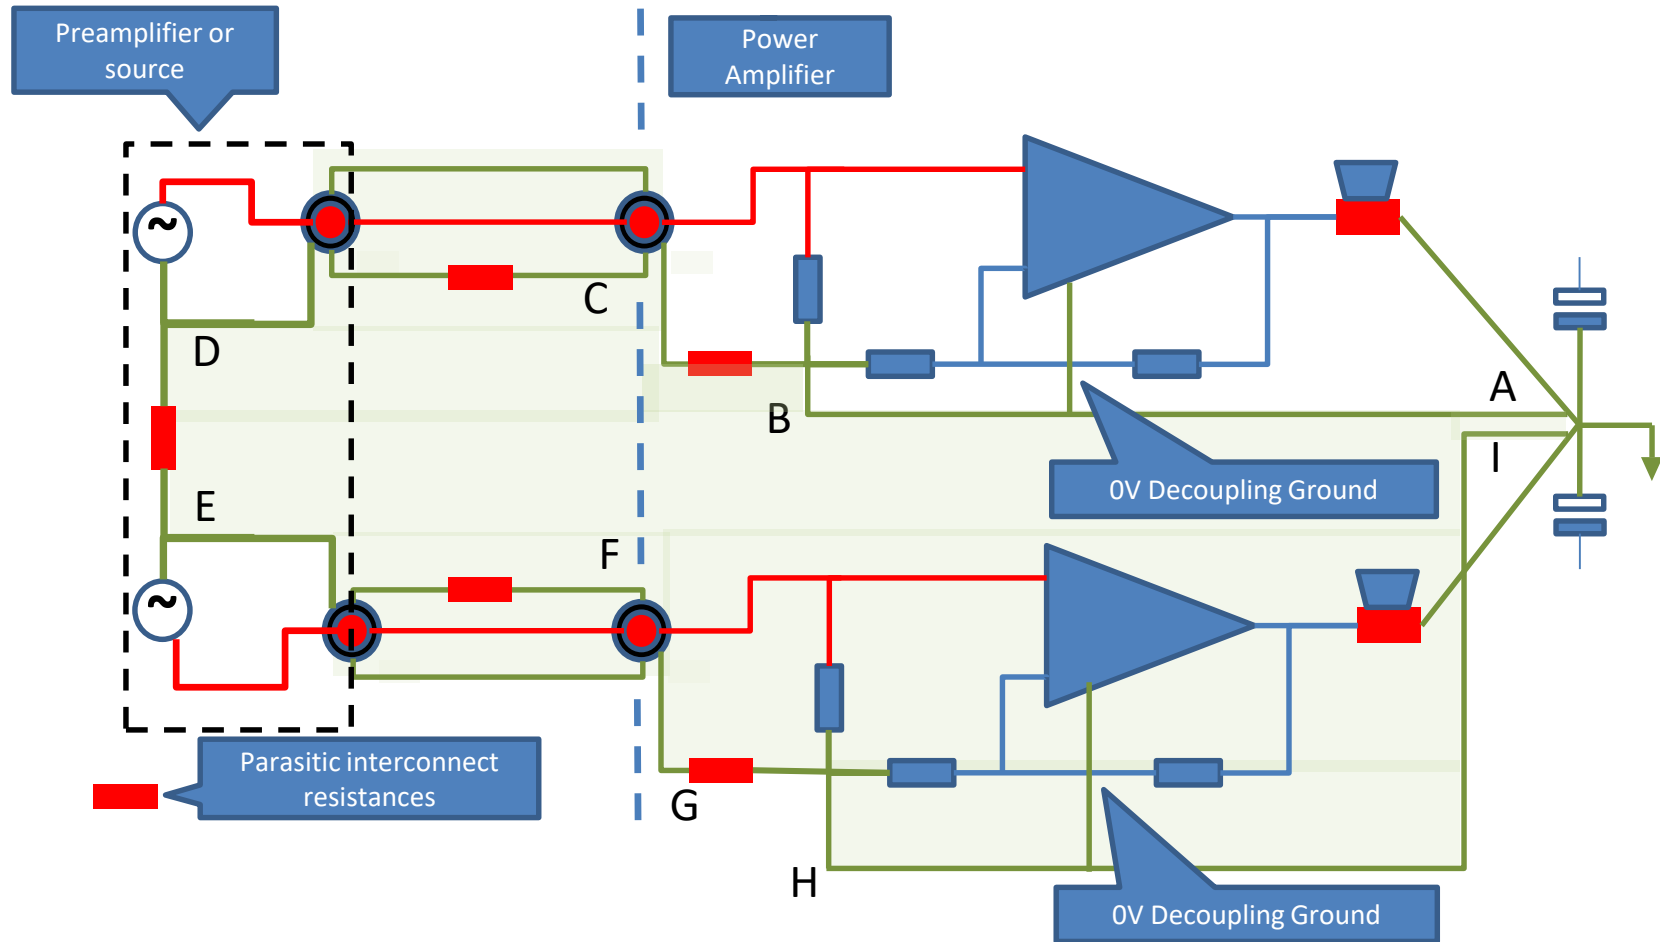 Preamplifier or
source
Power
Amplifier
~
C
D
A
B
I
0V Decoupling Ground
E
F
~
Parasitic interconnect
resistances
G
H
0V Decoupling Ground